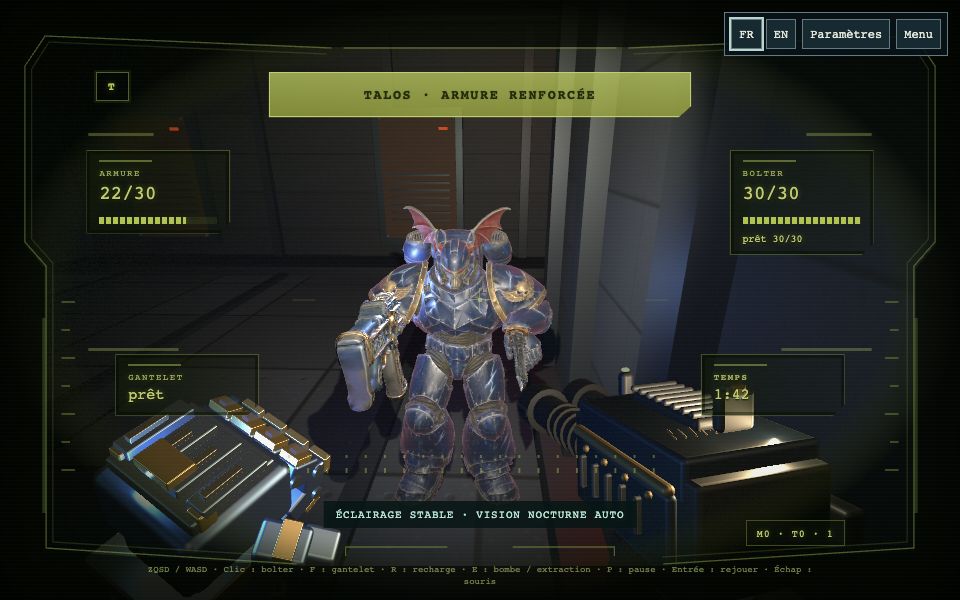 FR EN Paramètres Menu
T
TALOS · ARMURE RENFORCÉE
ARMURE
22/30
BOLTER
30/30
prêt 30/30
GANTELET
prêt
TEMPS
1:42
ÉCLAIRAGE STABLE · VISION NOCTURNE AUTO
M0 · T0 · 1
ZQSD / WASD · Clic : bolter · F : gantelet · R : recharge · E : bombe / extraction · P : pause · Entrée : rejouer · Échap :
souris